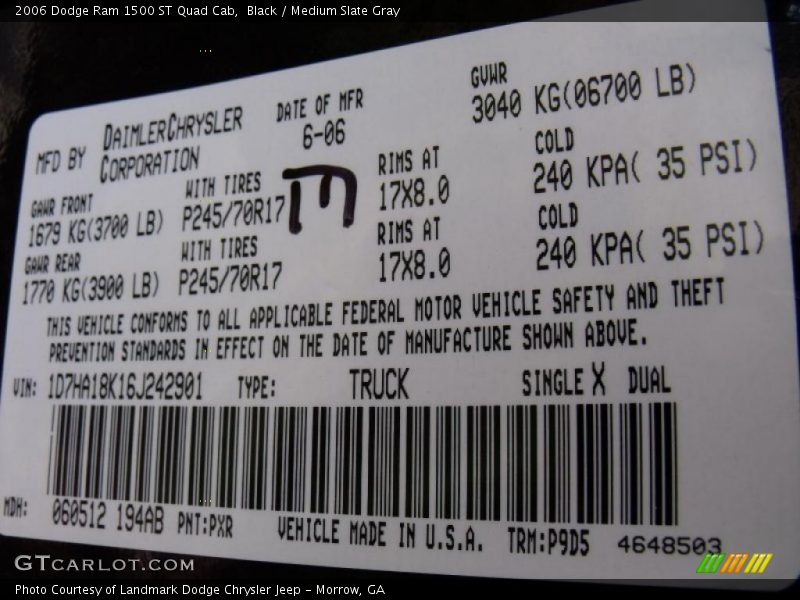 2006 Dodge Ram 1500 ST Quad Cab,  Black / Medium Slate Gray
MFD BY DAIMLERCHRYSLER CORPORATION
DATE OF MFR 6-06
GVWR 3040 KG(06700 LB)
GAWR FRONT 1679 KG(3700 LB)
WITH TIRES P245/70R17
RIMS AT 17X8.0
COLD 240 KPA( 35 PSI)
GAWR REAR 1770 KG(3900 LB)
WITH TIRES P245/70R17
RIMS AT 17X8.0
COLD 240 KPA( 35 PSI)
THIS VEHICLE CONFORMS TO ALL APPLICABLE FEDERAL MOTOR VEHICLE SAFETY AND THEFT
PREVENTION STANDARDS IN EFFECT ON THE DATE OF MANUFACTURE SHOWN ABOVE.
VIN: 1D7HA18K16J242901 TYPE: TRUCK SINGLE X DUAL
MDH: 060512 194AB PNT:PXR VEHICLE MADE IN U.S.A. TRM:P9D5 4648503
GTCARLOT.COM
Photo Courtesy of Landmark Dodge Chrysler Jeep - Morrow, GA